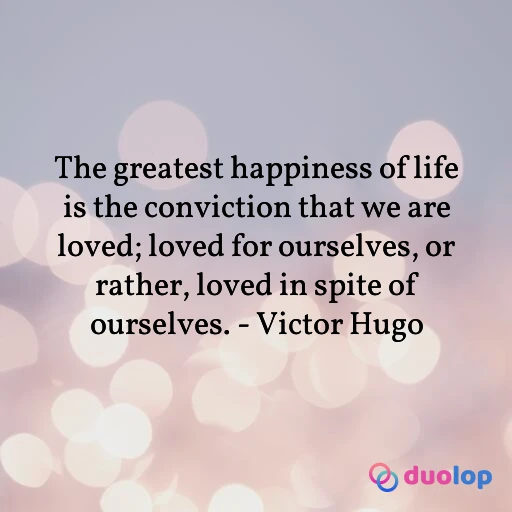 The greatest happiness of life
is the conviction that we are
loved; loved for ourselves, or
rather, loved in spite of
ourselves. - Victor Hugo
duolop